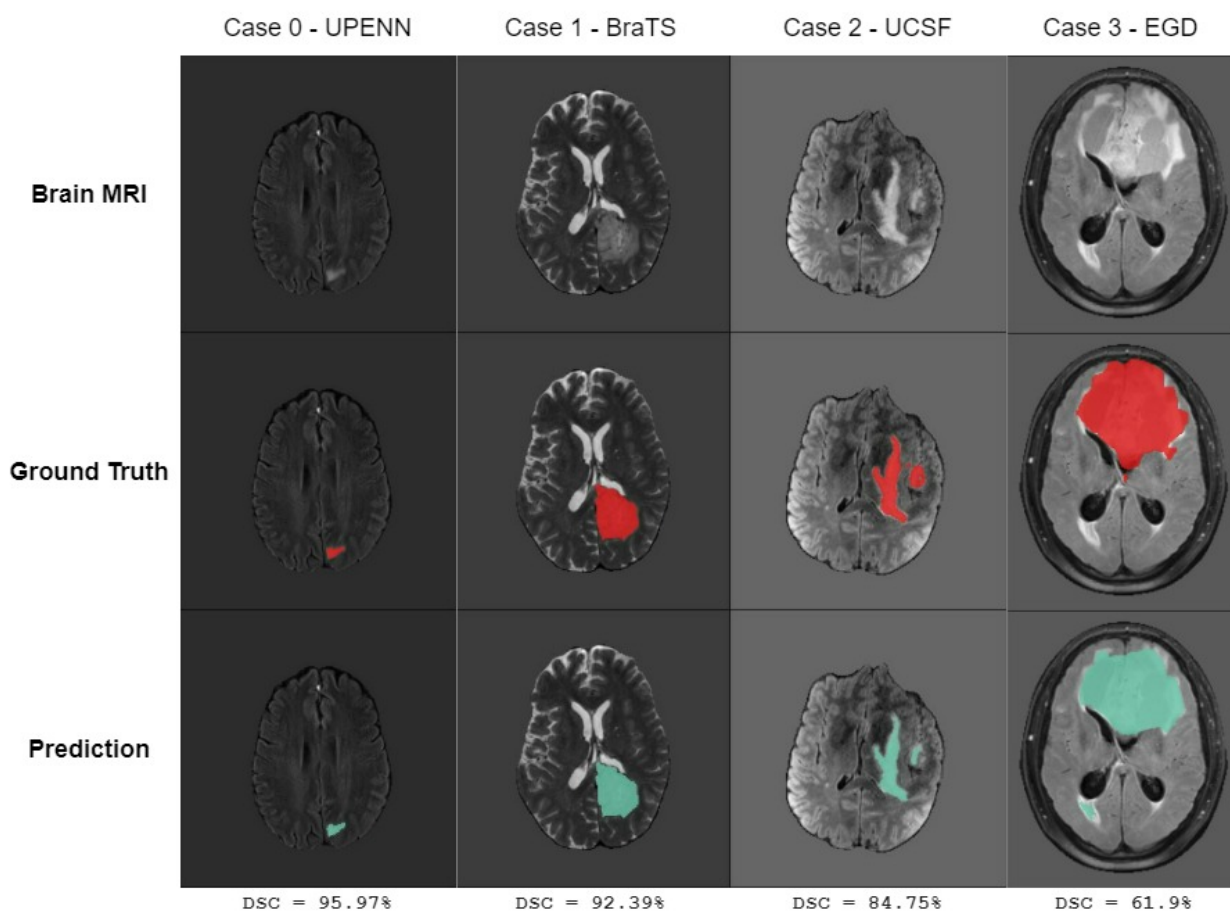 Case 0 - UPENN
Case 1 - BraTS
Case 2 - UCSF
Case 3 - EGD
Brain MRI
Ground Truth
Prediction
DSC = 95.97%
DSC = 92.39%
DSC = 84.75%
DSC = 61.9%